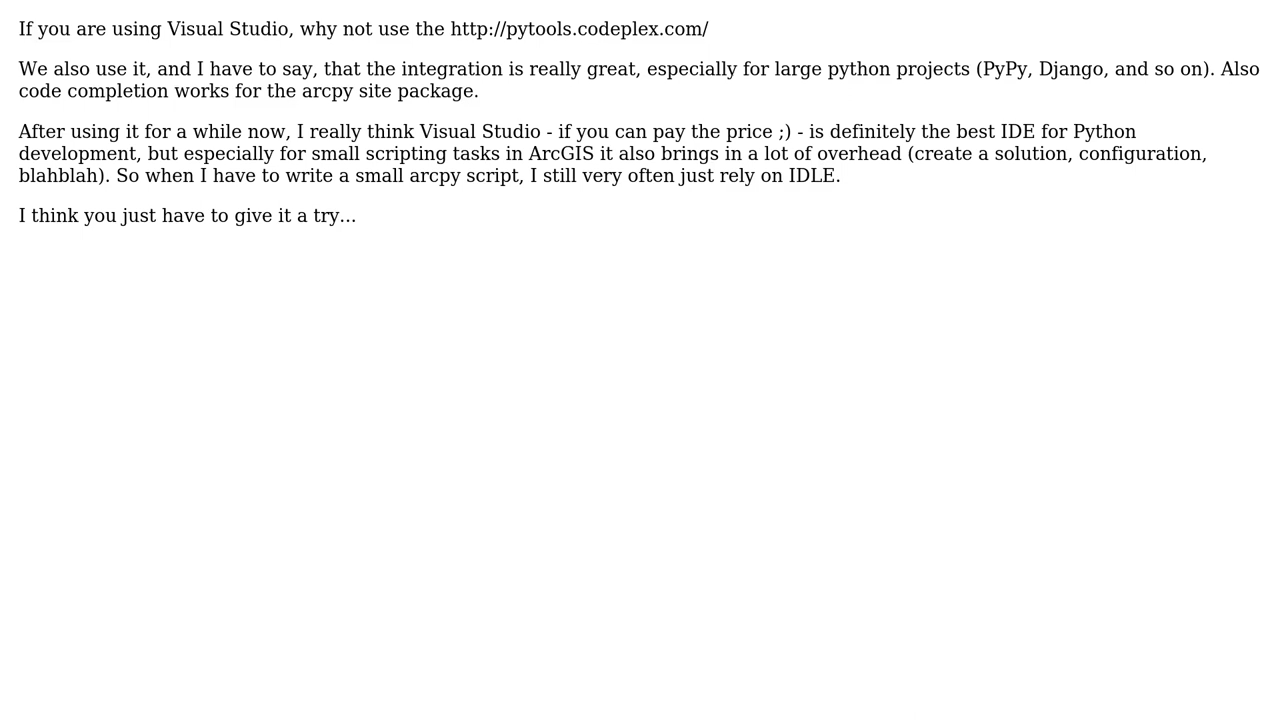 If you are using Visual Studio, why not use the http://pytools.codeplex.com/
We also use it, and I have to say, that the integration is really great, especially for large python projects (PyPy, Django, and so on). Also
code completion works for the arcpy site package.
After using it for a while now, I really think Visual Studio - if you can pay the price ;) - is definitely the best IDE for Python
development, but especially for small scripting tasks in ArcGIS it also brings in a lot of overhead (create a solution, configuration,
blahblah). So when I have to write a small arcpy script, I still very often just rely on IDLE.
I think you just have to give it a try...